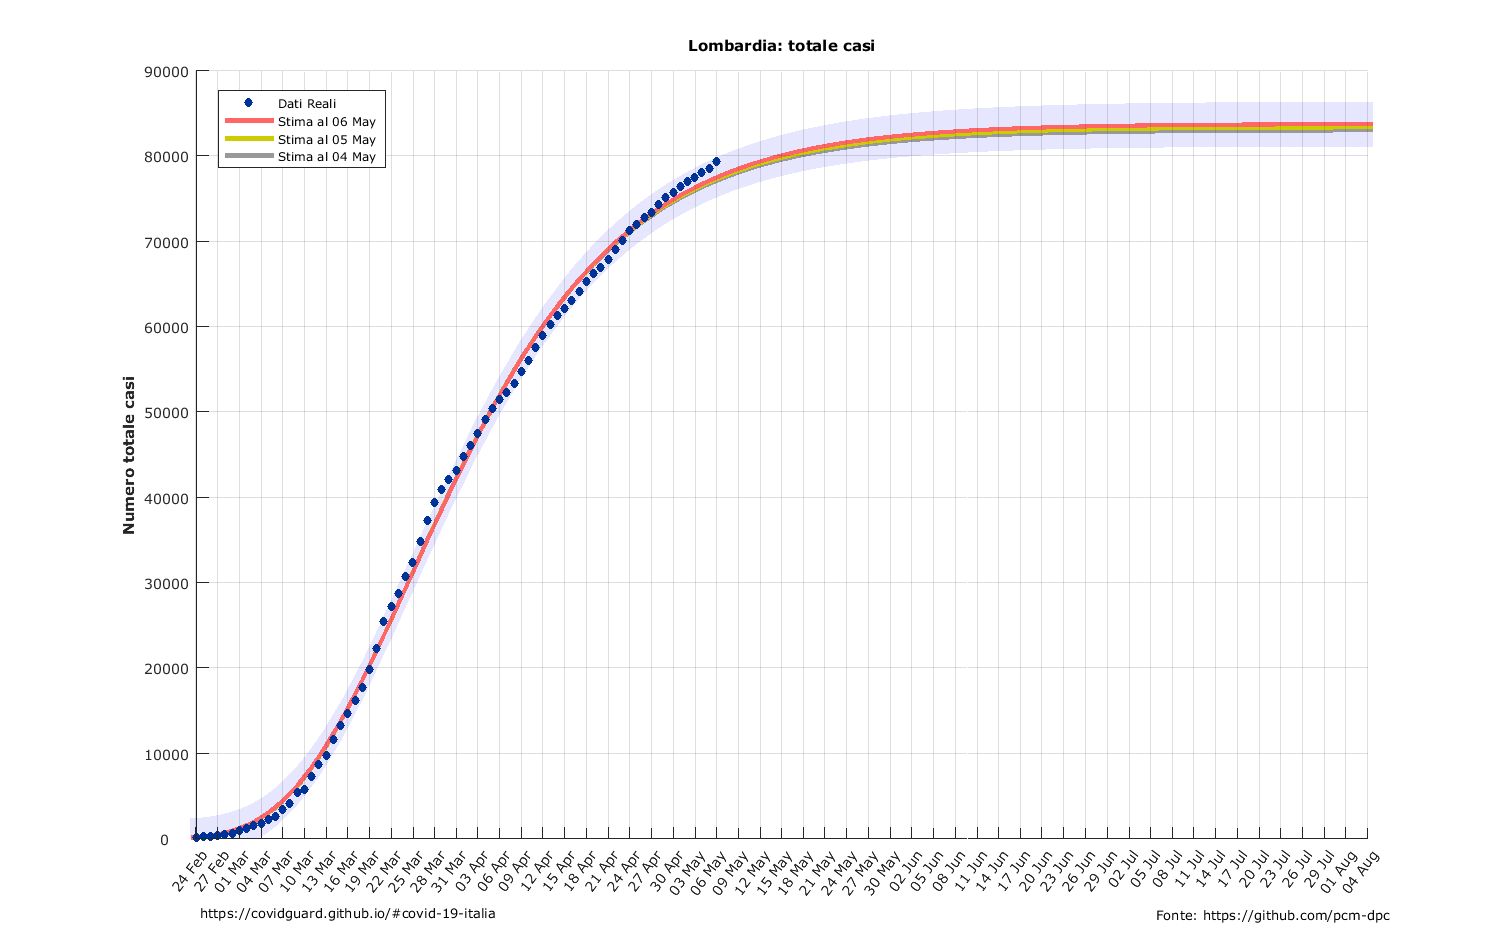 Lombardia: totale casi
90000
80000
70000
60000
50000
40000
30000
20000
10000
0
Numero totale casi
Dati Reali
Stima al 06 May
Stima al 05 May
Stima al 04 May
24 Feb
27 Feb
01 Mar
04 Mar
07 Mar
10 Mar
13 Mar
16 Mar
19 Mar
22 Mar
25 Mar
28 Mar
31 Mar
03 Apr
06 Apr
09 Apr
12 Apr
15 Apr
18 Apr
21 Apr
24 Apr
27 Apr
30 Apr
03 May
06 May
09 May
12 May
15 May
18 May
21 May
24 May
27 May
30 May
02 Jun
05 Jun
08 Jun
11 Jun
14 Jun
17 Jun
20 Jun
23 Jun
26 Jun
29 Jun
02 Jul
05 Jul
08 Jul
11 Jul
14 Jul
17 Jul
20 Jul
23 Jul
26 Jul
29 Jul
01 Aug
04 Aug
https://covidguard.github.io/#covid-19-italia
Fonte: https://github.com/pcm-dpc